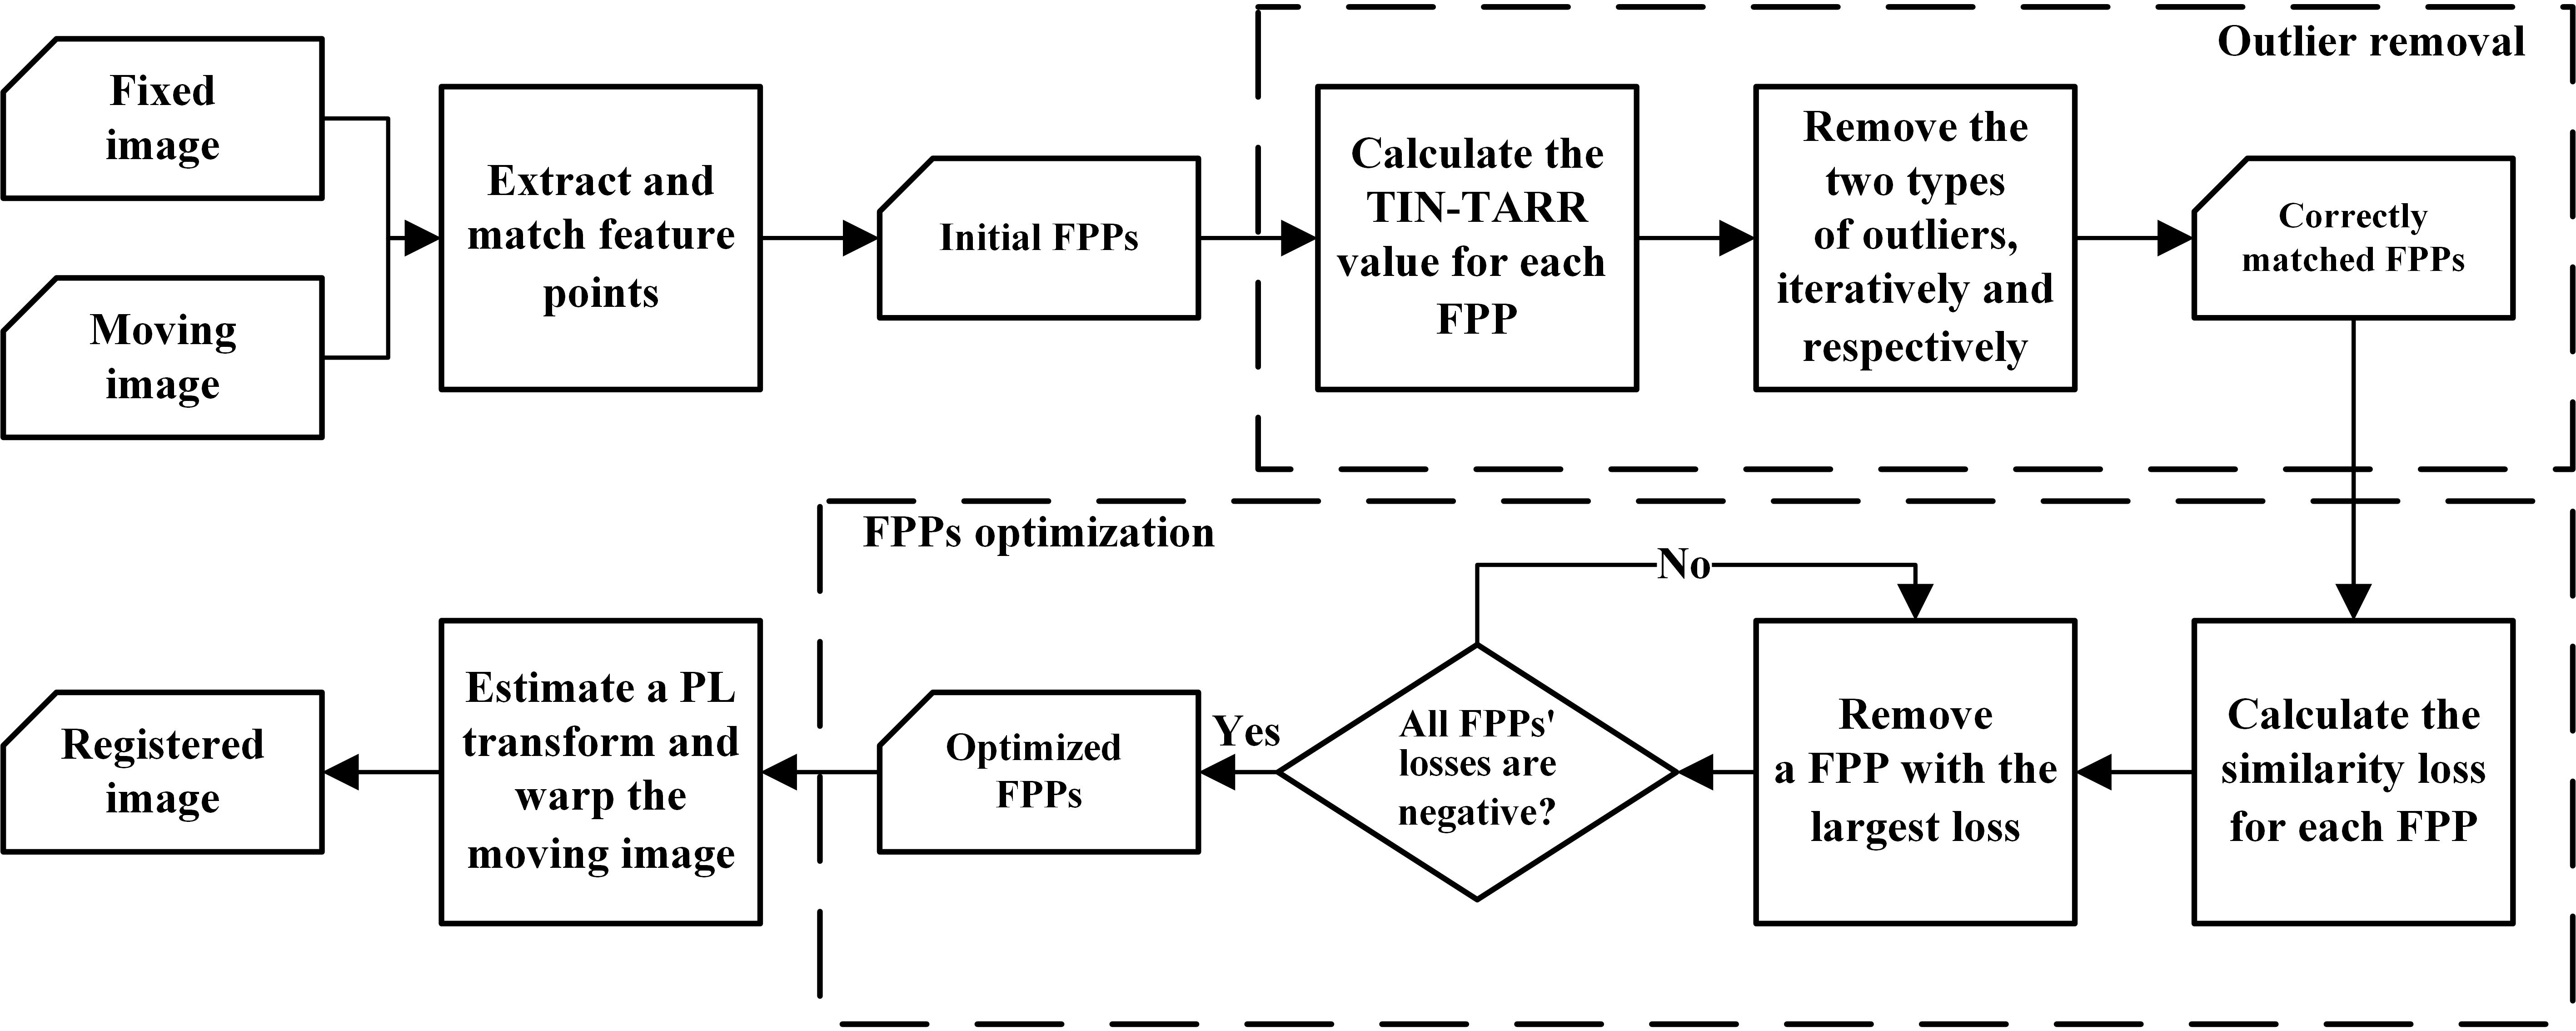 Outlier removal
Fixed
image
Moving
image
Extract and
match feature
points
Initial FPPs
Calculate the
TIN-TARR
value for each
FPP
Remove the
two types
of outliers,
iteratively and
respectively
Correctly
matched FPPs
FPPs optimization
Calculate the
similarity loss
for each FPP
Remove
a FPP with the
largest loss
No
All FPPs'
losses are
negative?
Yes
Optimized
FPPs
Estimate a PL
transform and
warp the
moving image
Registered
image